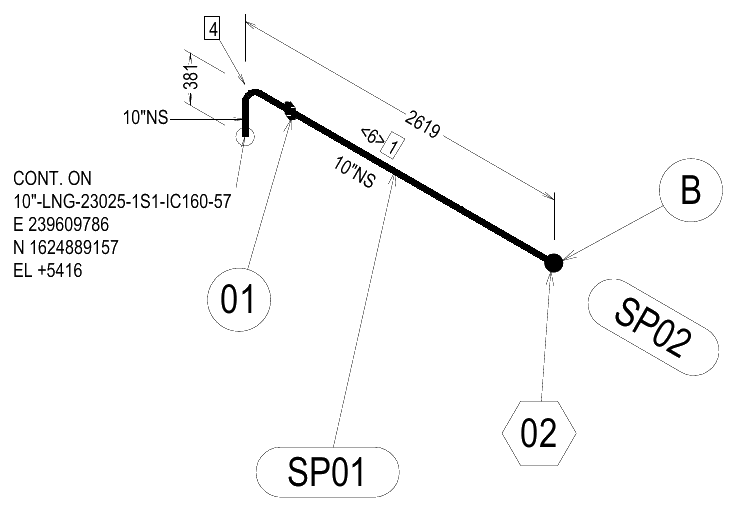 4
381
2619
10"NS
<6> 1
10"NS
CONT. ON
10"-LNG-23025-1S1-IC160-57
E 239609786
N 1624889157
EL +5416
B
01
SP02
02
SP01